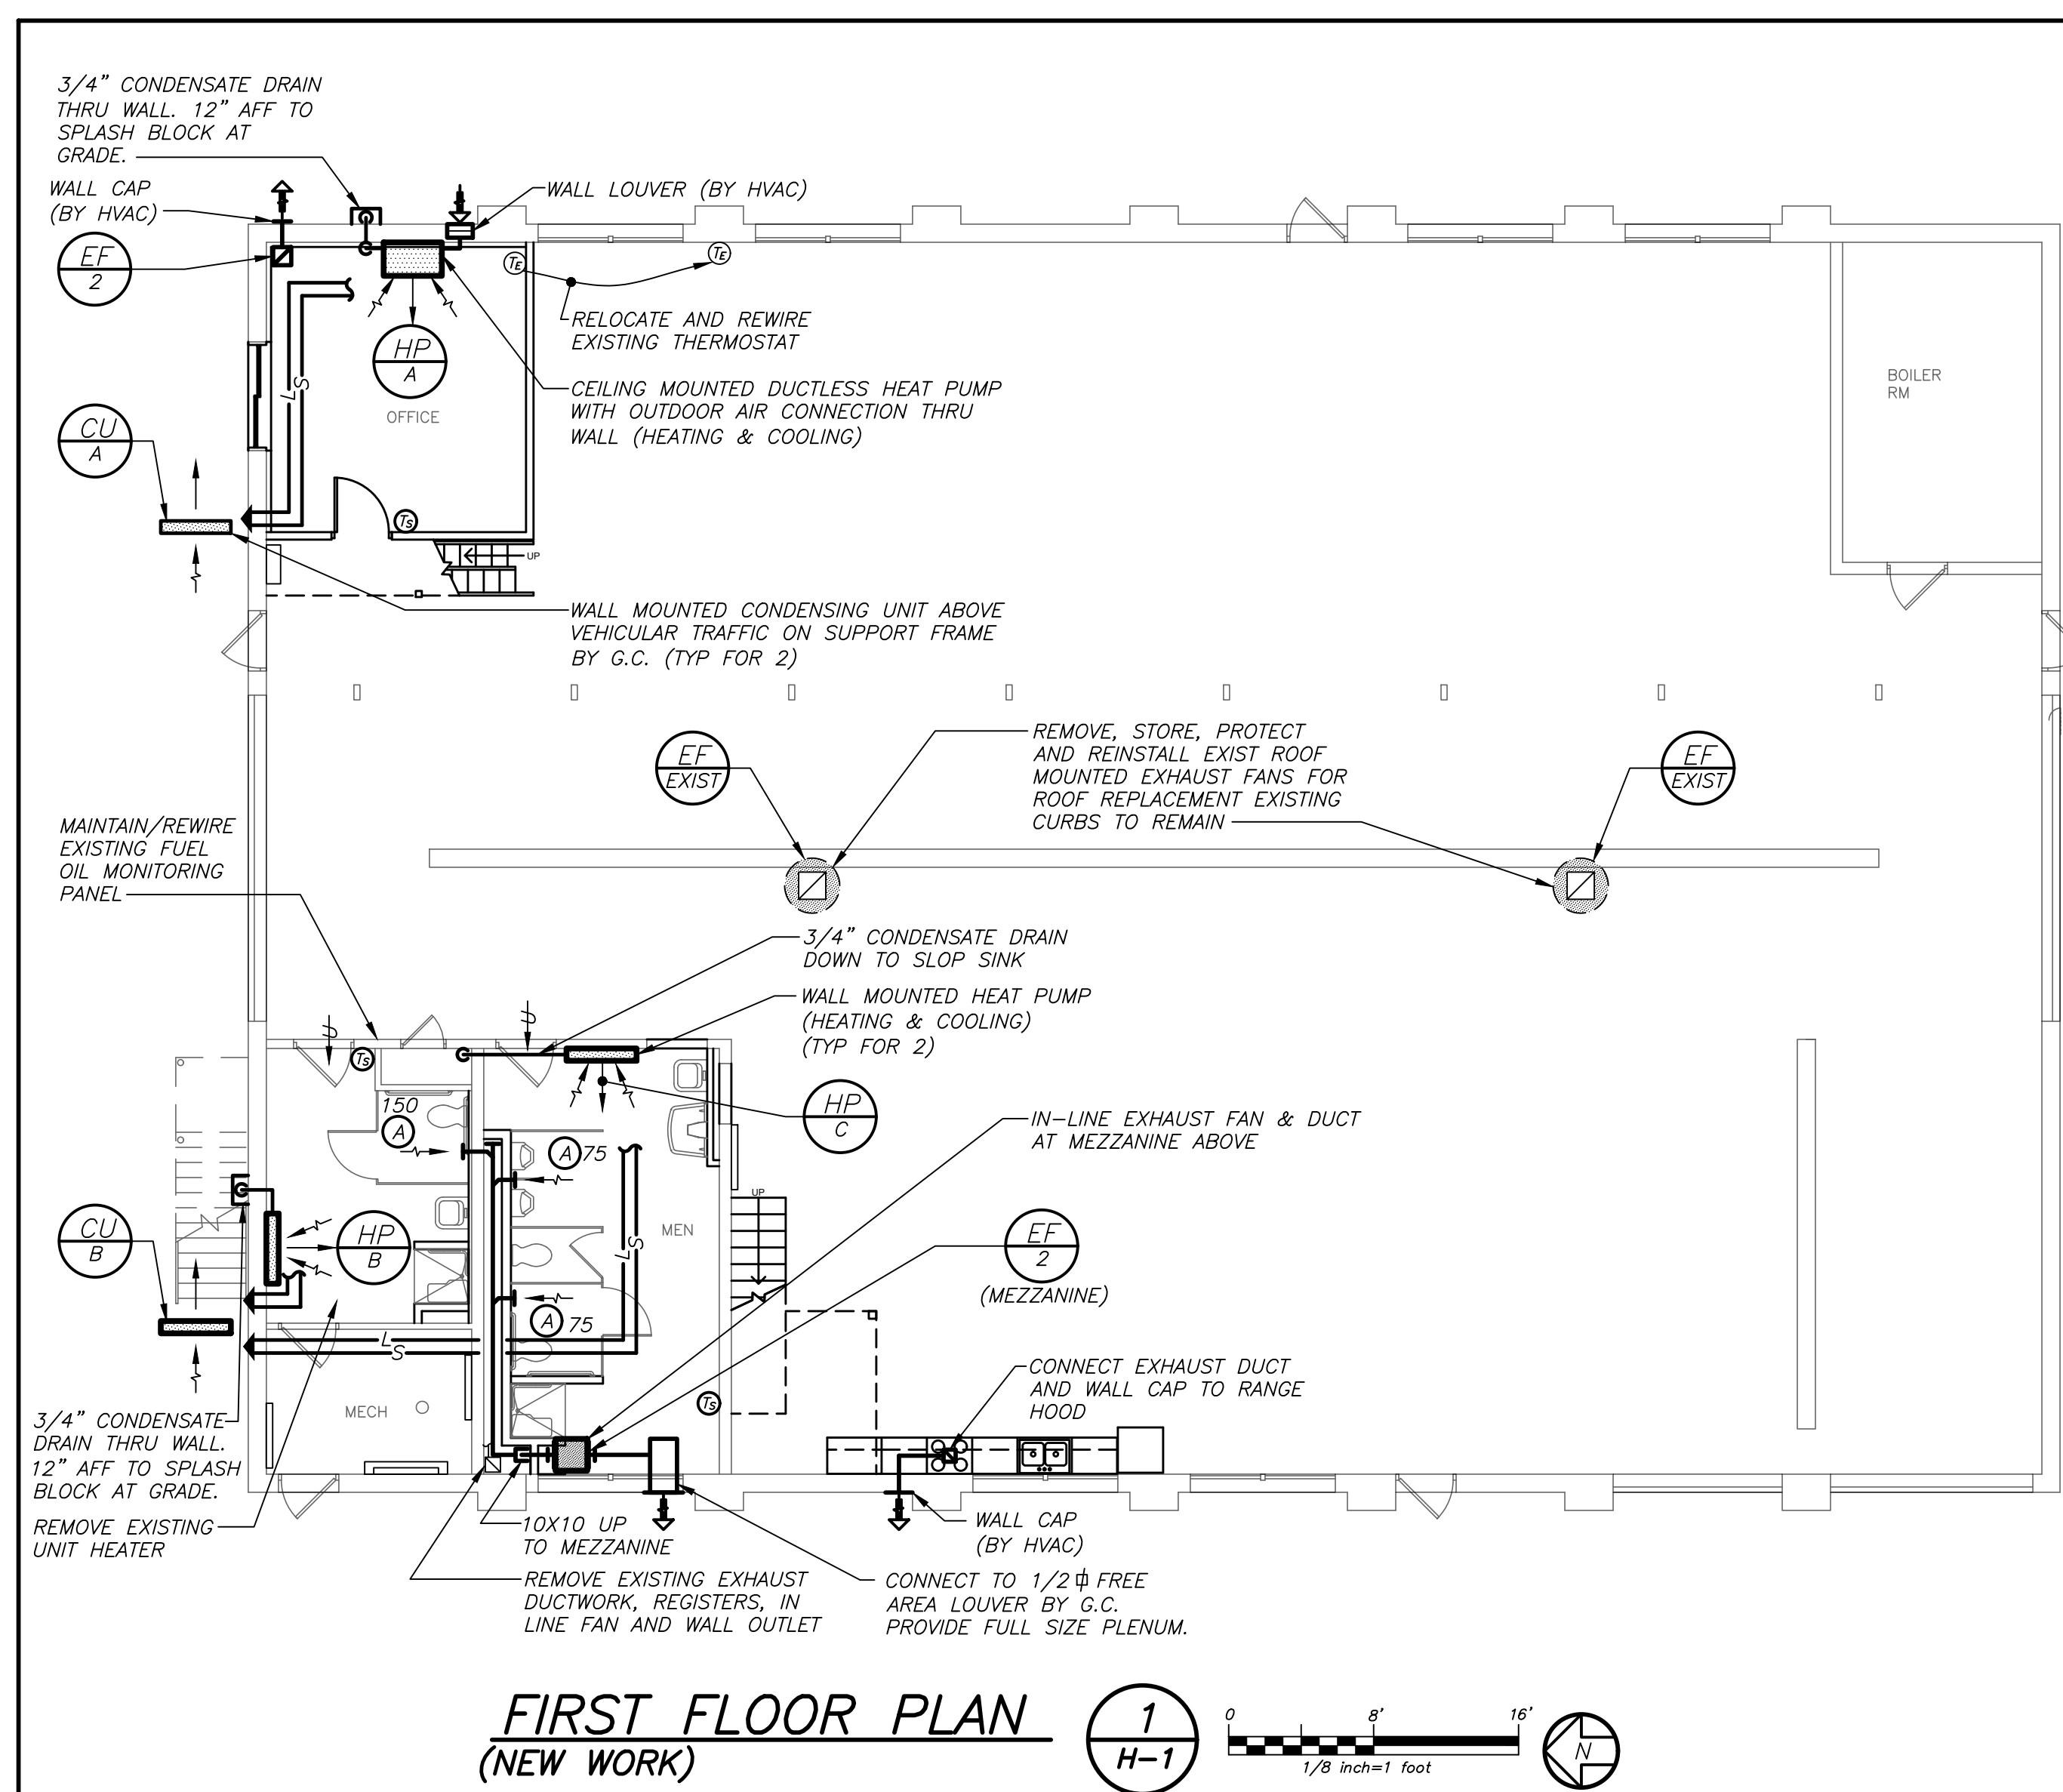 3/4” CONDENSATE DRAIN
THRU WALL. 12” AFF TO
SPLASH BLOCK AT
GRADE.
WALL CAP
(BY HVAC)
WALL LOUVER (BY HVAC)
EF
2
TE
TE
RELOCATE AND REWIRE
EXISTING THERMOSTAT
HP
A
S
L
OFFICE
CEILING MOUNTED DUCTLESS HEAT PUMP
WITH OUTDOOR AIR CONNECTION THRU
WALL (HEATING & COOLING)
BOILER
RM
CU
A
TS
UP
WALL MOUNTED CONDENSING UNIT ABOVE
VEHICULAR TRAFFIC ON SUPPORT FRAME
BY G.C. (TYP FOR 2)
EF
EXIST
REMOVE, STORE, PROTECT
AND REINSTALL EXIST ROOF
MOUNTED EXHAUST FANS FOR
ROOF REPLACEMENT EXISTING
CURBS TO REMAIN
EF
EXIST
MAINTAIN/REWIRE
EXISTING FUEL
OIL MONITORING
PANEL
3/4” CONDENSATE DRAIN
DOWN TO SLOP SINK
WALL MOUNTED HEAT PUMP
(HEATING & COOLING)
(TYP FOR 2)
U
U
TS
HP
C
150
A
A 75
IN-LINE EXHAUST FAN & DUCT
AT MEZZANINE ABOVE
UP
MEN
S
L
EF
2
(MEZZANINE)
CU
B
HP
B
A 75
L
S
CONNECT EXHAUST DUCT
AND WALL CAP TO RANGE
HOOD
TS
MECH
3/4” CONDENSATE
DRAIN THRU WALL.
12” AFF TO SPLASH
BLOCK AT GRADE.
REMOVE EXISTING
UNIT HEATER
10X10 UP
TO MEZZANINE
WALL CAP
(BY HVAC)
REMOVE EXISTING EXHAUST
DUCTWORK, REGISTERS, IN
LINE FAN AND WALL OUTLET
CONNECT TO 1/2 ⌷ FREE
AREA LOUVER BY G.C.
PROVIDE FULL SIZE PLENUM.
FIRST FLOOR PLAN
(NEW WORK)
1
H-1
0 8' 16'
1/8 inch=1 foot
N